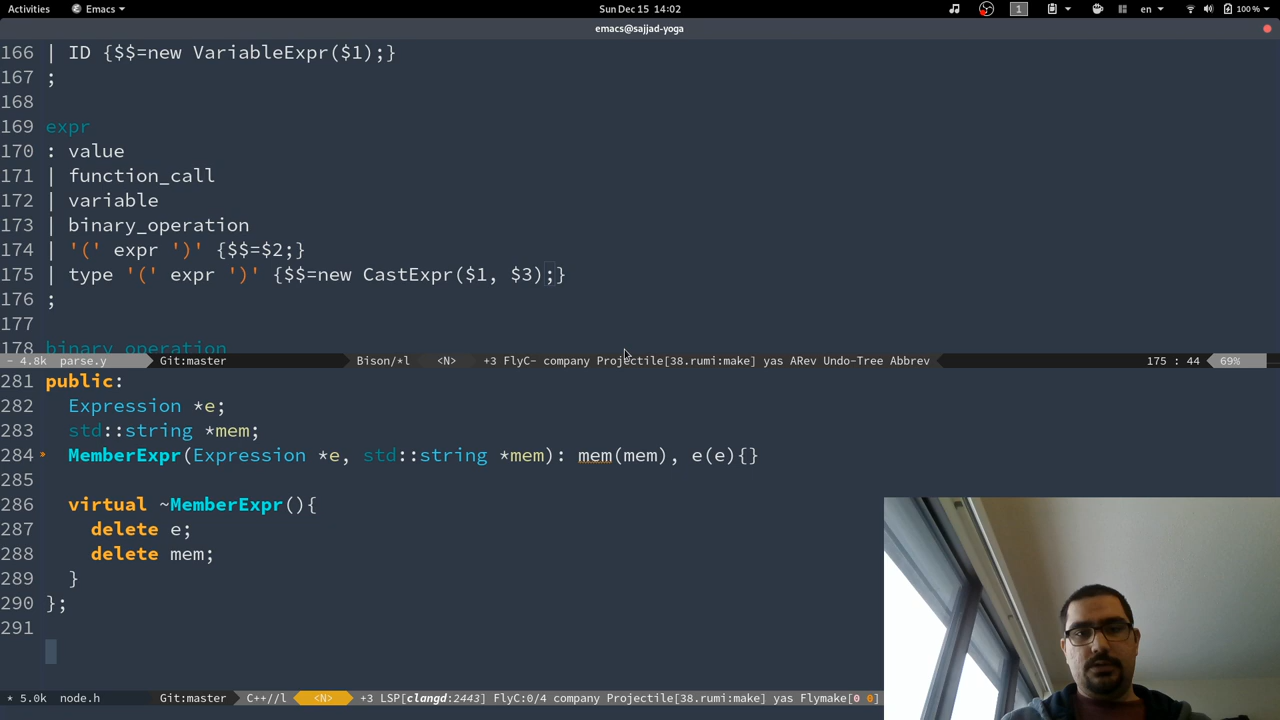 Activities Emacs Sun Dec 15 14:02 1 en 100 %
emacs@sajjad-yoga
166 | ID {$$=new VariableExpr($1);}
167 ;
168
169 expr
170 : value
171 | function_call
172 | variable
173 | binary_operation
174 | '(' expr ')' {$$=$2;}
175 | type '(' expr ')' {$$=new CastExpr($1, $3);}
176 ;
177
178 binary_operation
- 4.8k parse.y Git:master Bison/*l <N> +3 FlyC- company Projectile[38.rumi:make] yas ARev Undo-Tree Abbrev 175 : 44 69%
281 public:
282 Expression *e;
283 std::string *mem;
284 » MemberExpr(Expression *e, std::string *mem): mem(mem), e(e){}
285
286 virtual ~MemberExpr(){
287 delete e;
288 delete mem;
289 }
290 };
291
* 5.0k node.h Git:master C++//l <N> +3 LSP[clangd:2443] FlyC:0/4 company Projectile[38.rumi:make] yas Flymake[0 0]